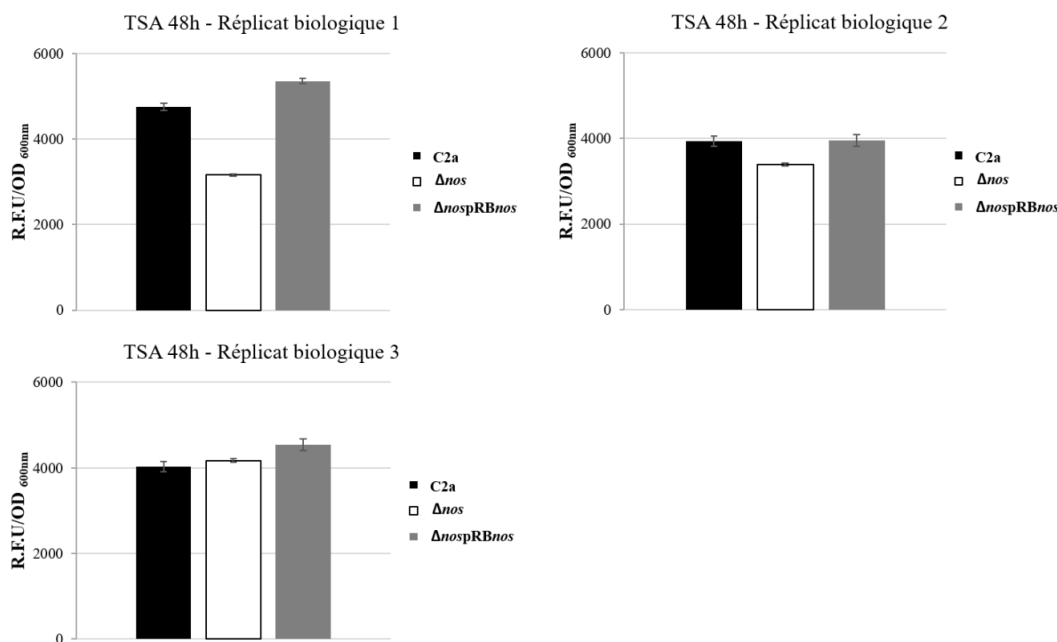 TSA 48h - Réplicat biologique 1
R.F.U/OD 600nm
6000
4000
2000
0
C2a
Δnos
ΔnospRBnos
TSA 48h - Réplicat biologique 2
R.F.U/OD 600nm
6000
4000
2000
0
C2a
Δnos
ΔnospRBnos
TSA 48h - Réplicat biologique 3
R.F.U/OD 600nm
6000
4000
2000
0
C2a
Δnos
ΔnospRBnos